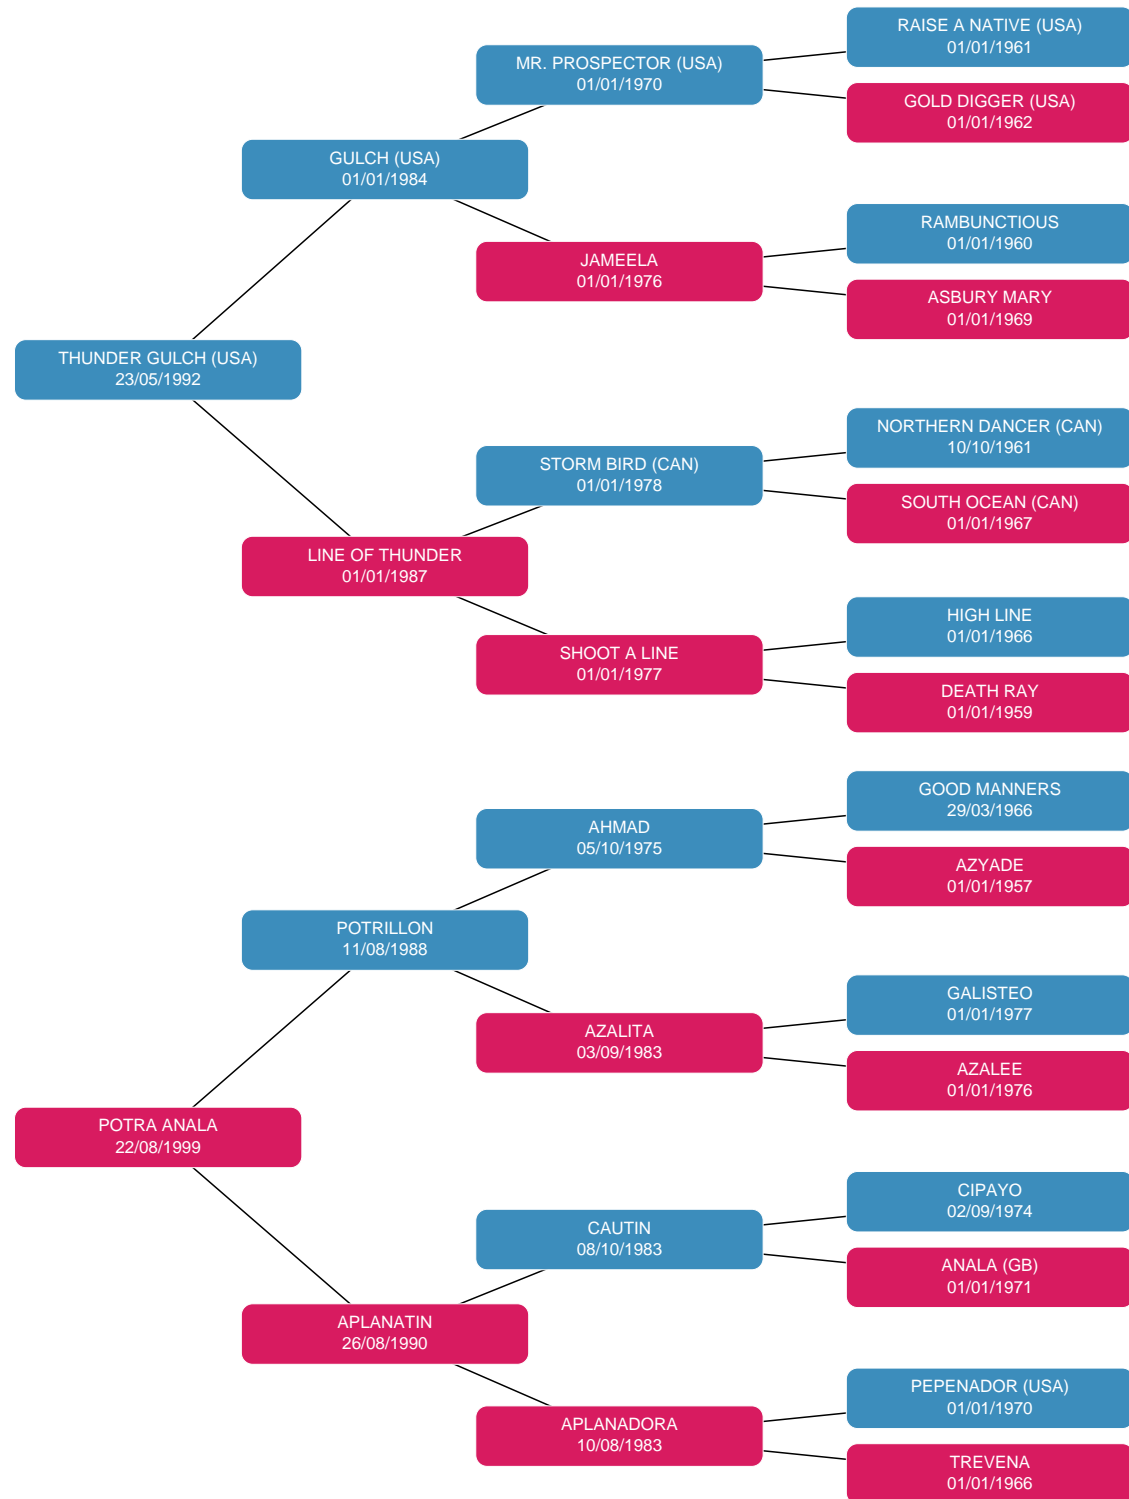 RAISE A NATIVE (USA)
01/01/1961
MR. PROSPECTOR (USA)
01/01/1970
GOLD DIGGER (USA)
01/01/1962
GULCH (USA)
01/01/1984
RAMBUNCTIOUS
01/01/1960
JAMEELA
01/01/1976
ASBURY MARY
01/01/1969
THUNDER GULCH (USA)
23/05/1992
NORTHERN DANCER (CAN)
10/10/1961
STORM BIRD (CAN)
01/01/1978
SOUTH OCEAN (CAN)
01/01/1967
LINE OF THUNDER
01/01/1987
HIGH LINE
01/01/1966
SHOOT A LINE
01/01/1977
DEATH RAY
01/01/1959
GOOD MANNERS
29/03/1966
AHMAD
05/10/1975
AZYADE
01/01/1957
POTRILLON
11/08/1988
GALISTEO
01/01/1977
AZALITA
03/09/1983
AZALEE
01/01/1976
POTRA ANALA
22/08/1999
CIPAYO
02/09/1974
CAUTIN
08/10/1983
ANALA (GB)
01/01/1971
APLANATIN
26/08/1990
PEPENADOR (USA)
01/01/1970
APLANADORA
10/08/1983
TREVENA
01/01/1966